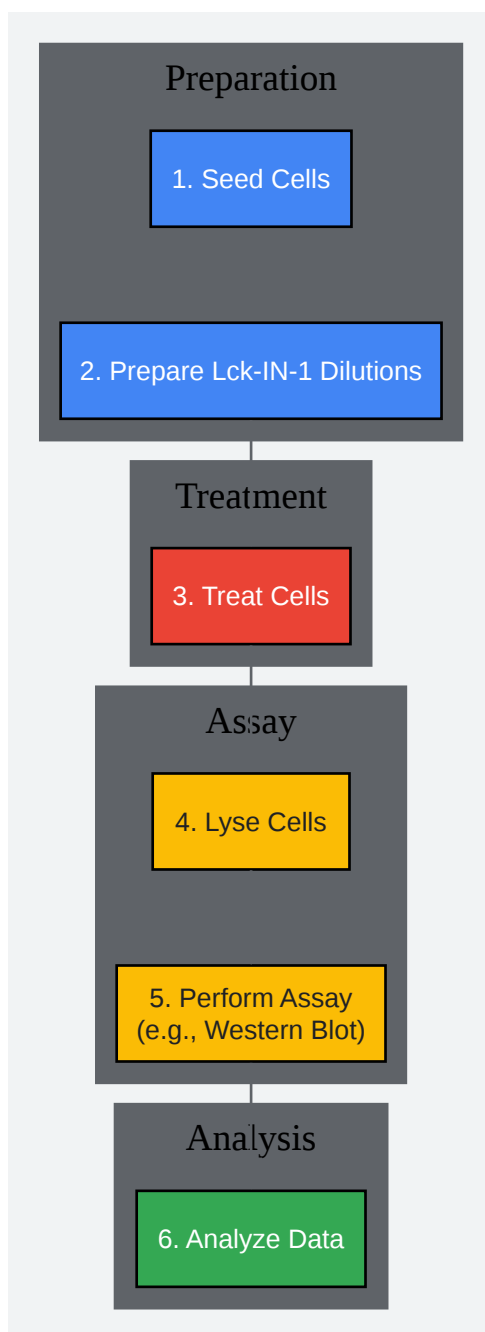 Preparation
1. Seed Cells
2. Prepare Lck-IN-1 Dilutions
Treatment
3. Treat Cells
Assay
4. Lyse Cells
5. Perform Assay
(e.g., Western Blot)
Analysis
6. Analyze Data